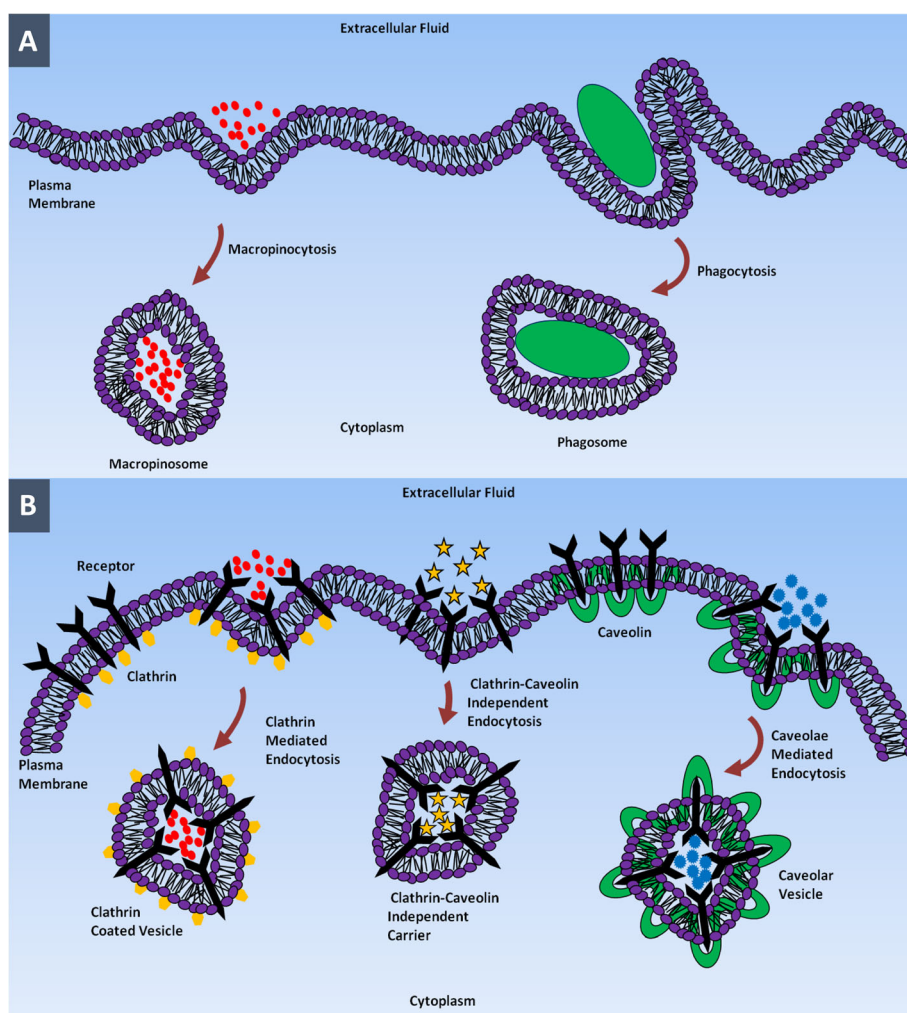 A
Extracellular Fluid
Plasma
Membrane
Macropinocytosis
Phagocytosis
Cytoplasm
Phagosome
Macropinosome
B
Extracellular Fluid
Receptor
Clathrin
Caveolin
Plasma
Membrane
Clathrin
Mediated
Endocytosis
Clathrin-Caveolin
Independent
Endocytosis
Caveolae
Mediated
Endocytosis
Clathrin
Coated Vesicle
Clathrin-Caveolin
Independent
Carrier
Caveolar
Vesicle
Cytoplasm